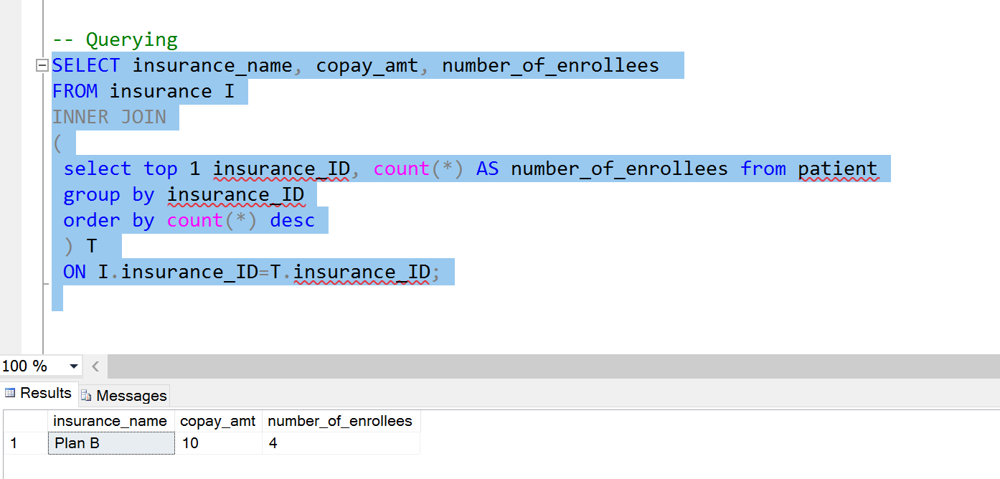 -- Querying
SELECT insurance_name, copay_amt, number_of_enrollees
FROM insurance I
INNER JOIN
(
select top 1 insurance_ID, count(*) AS number_of_enrollees from patient
group by insurance_ID
order by count(*) desc
) T
ON I.insurance_ID=T.insurance_ID;
100 %
Results Messages
insurance_name copay_amt number_of_enrollees
1 Plan B 10 4